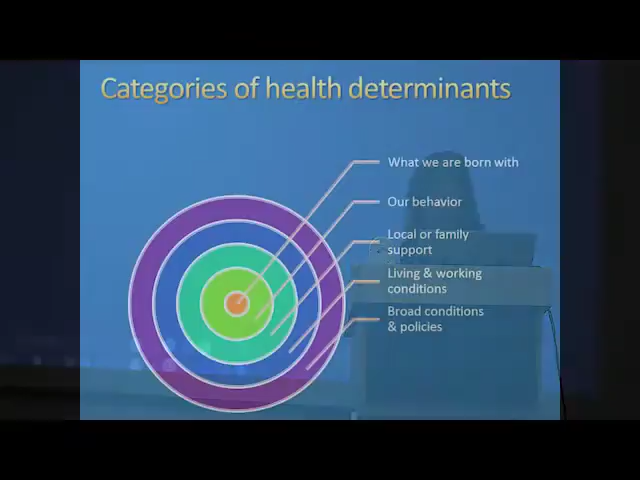 Categories of health determinants
What we are born with
Our behavior
Local or family
support
Living & working
conditions
Broad conditions
& policies